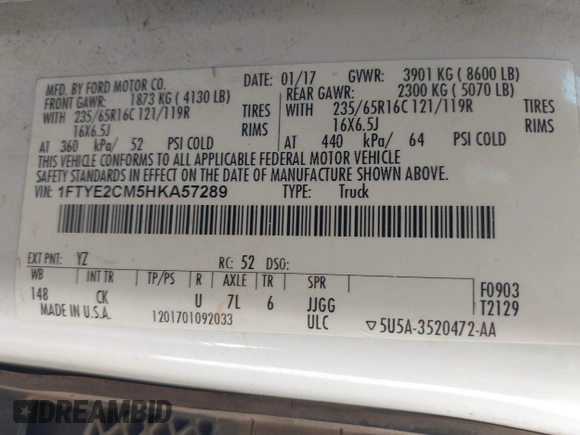 MFD. BY FORD MOTOR CO.
DATE: 01/17 GVWR: 3901 KG ( 8600 LB)
FRONT GAWR: 1873 KG ( 4130 LB)
REAR GAWR: 2300 KG ( 5070 LB)
WITH 235/65R16C 121/119R TIRES
WITH 235/65R16C 121/119R TIRES
16X6.5J RIMS
16X6.5J RIMS
AT 360 kPa/ 52 PSI COLD
AT 440 kPa/ 64 PSI COLD
THIS VEHICLE CONFORMS TO ALL APPLICABLE FEDERAL MOTOR VEHICLE
SAFETY STANDARDS IN EFFECT ON THE DATE OF MANUFACTURE SHOWN ABOVE.
VIN: 1FTYE2CM5HKA57289 TYPE: Truck
EXT PNT: YZ RC: 52 DSO:
WB INT TR TP/PS R AXLE TR SPR F0903
148 CK U 7L 6 JJGG T2129
MADE IN U.S.A. 1201701092033 ULC ▽5U5A-3520472-AA
DREAMBID